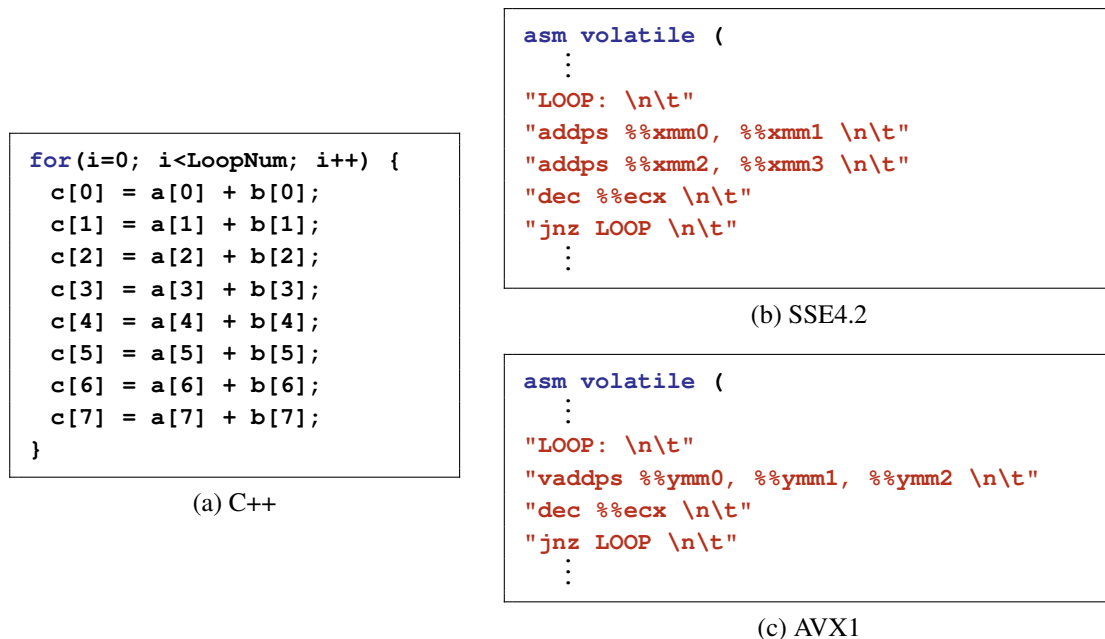 for(i=0; i<LoopNum; i++) {
c[0] = a[0] + b[0];
c[1] = a[1] + b[1];
c[2] = a[2] + b[2];
c[3] = a[3] + b[3];
c[4] = a[4] + b[4];
c[5] = a[5] + b[5];
c[6] = a[6] + b[6];
c[7] = a[7] + b[7];
}
(a) C++
asm volatile (
⋮
"LOOP: \n\t"
"addps %%xmm0, %%xmm1 \n\t"
"addps %%xmm2, %%xmm3 \n\t"
"dec %%ecx \n\t"
"jnz LOOP \n\t"
⋮
(b) SSE4.2
asm volatile (
⋮
"LOOP: \n\t"
"vaddps %%ymm0, %%ymm1, %%ymm2 \n\t"
"dec %%ecx \n\t"
"jnz LOOP \n\t"
⋮
(c) AVX1